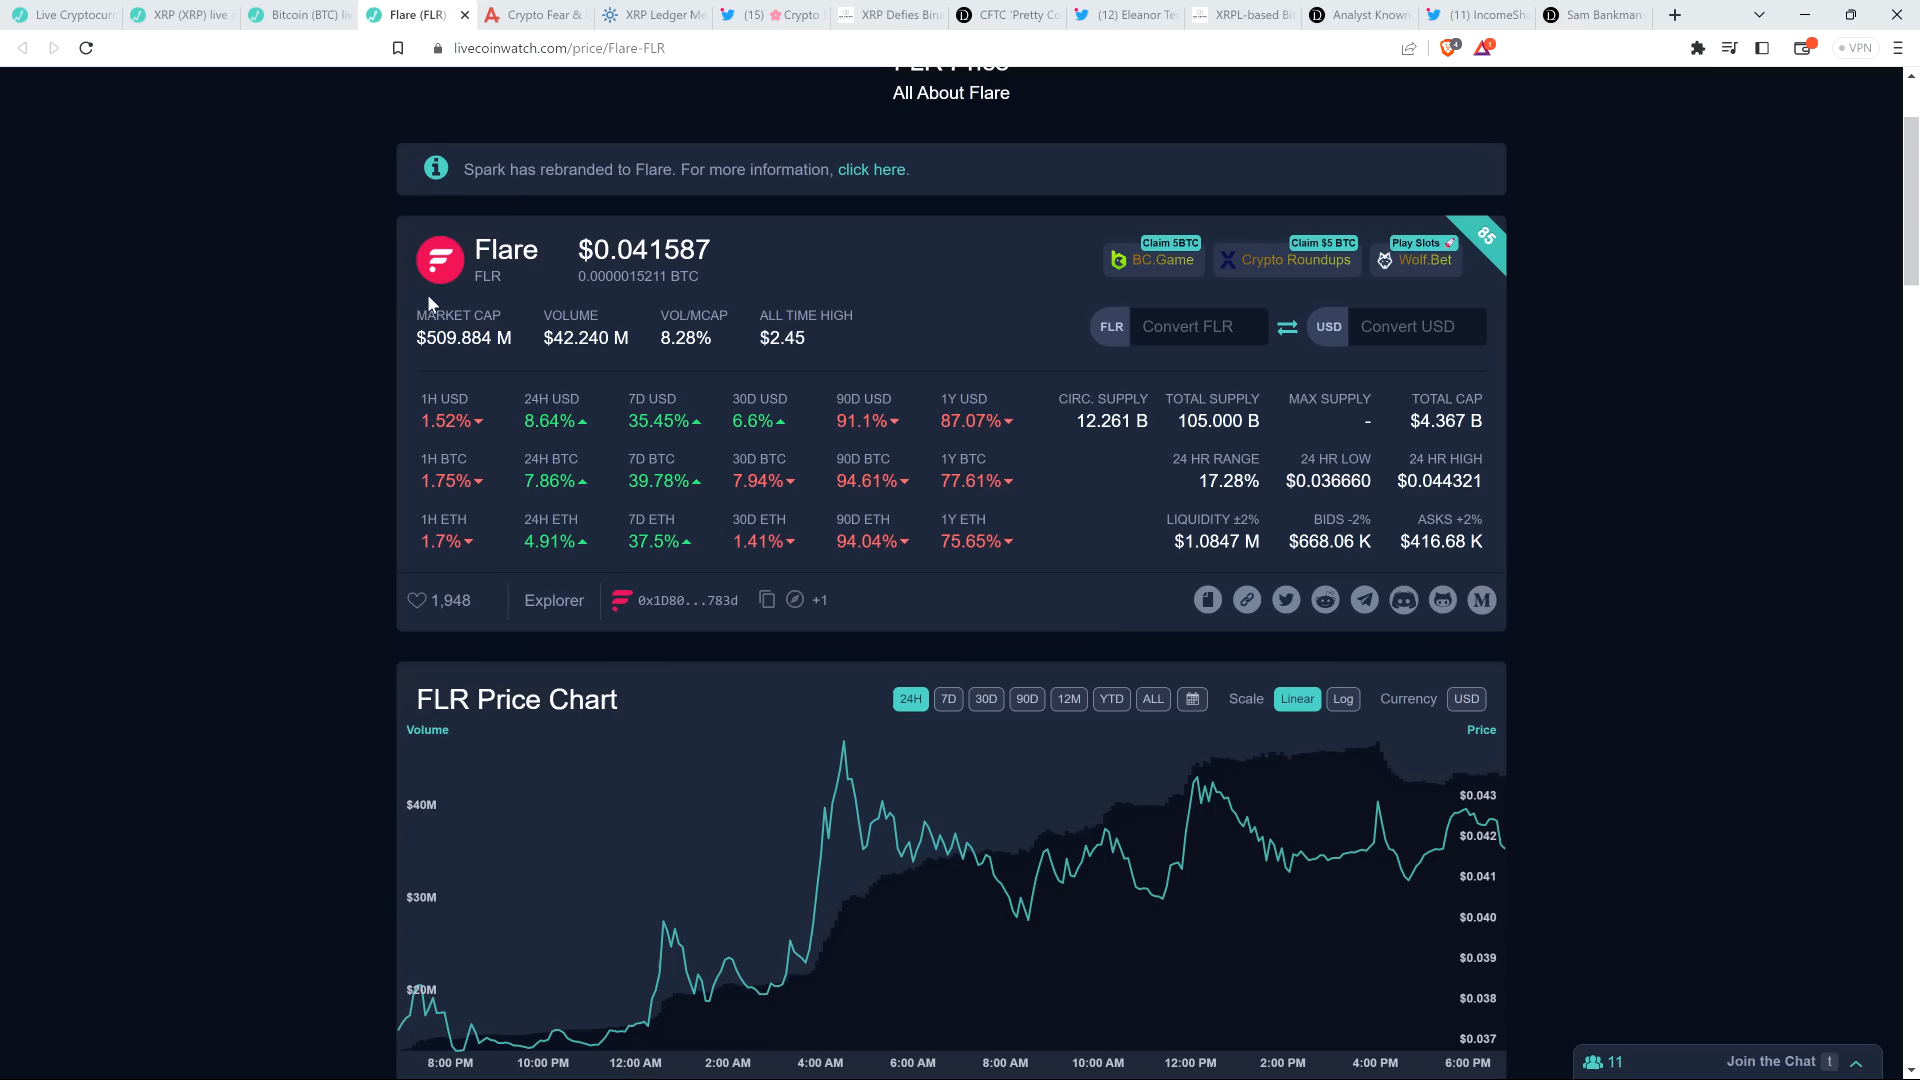 Live Cryptocurr
XRP (XRP) live c
Bitcoin (BTC) liv
Flare (FLR)
Crypto Fear &
XRP Ledger Me
(15) 🌸Crypto
XRP Defies Bina
CFTC 'Pretty Co
(12) Eleanor Te
XRPL-based Bi
Analyst Known
(11) IncomeSha
Sam Bankman
livecoinwatch.com/price/Flare-FLR
4
1
VPN
FLR Price
All About Flare
Spark has rebranded to Flare. For more information, click here.
85
Flare
FLR
$0.041587
0.0000015211 BTC
Claim 5BTC
BC.Game
Claim $5 BTC
Crypto Roundups
Play Slots 🚀
Wolf.Bet
MARKET CAP VOLUME VOL/MCAP ALL TIME HIGH
$509.884 M $42.240 M 8.28% $2.45
FLR Convert FLR USD Convert USD
1H USD 24H USD 7D USD 30D USD 90D USD 1Y USD CIRC. SUPPLY TOTAL SUPPLY MAX SUPPLY TOTAL CAP
1.52% 8.64% 35.45% 6.6% 91.1% 87.07% 12.261 B 105.000 B - $4.367 B
1H BTC 24H BTC 7D BTC 30D BTC 90D BTC 1Y BTC 24 HR RANGE 24 HR LOW 24 HR HIGH
1.75% 7.86% 39.78% 7.94% 94.61% 77.61% 17.28% $0.036660 $0.044321
1H ETH 24H ETH 7D ETH 30D ETH 90D ETH 1Y ETH LIQUIDITY ±2% BIDS -2% ASKS +2%
1.7% 4.91% 37.5% 1.41% 94.04% 75.65% $1.0847 M $668.06 K $416.68 K
1,948 Explorer 0x1D80...783d +1
FLR Price Chart
24H 7D 30D 90D 12M YTD ALL Scale Linear Log Currency USD
Volume Price
$40M
$30M
$20M
$0.043
$0.042
$0.041
$0.040
$0.039
$0.038
$0.037
8:00 PM 10:00 PM 12:00 AM 2:00 AM 4:00 AM 6:00 AM 8:00 AM 10:00 AM 12:00 PM 2:00 PM 4:00 PM 6:00 PM
11 Join the Chat t